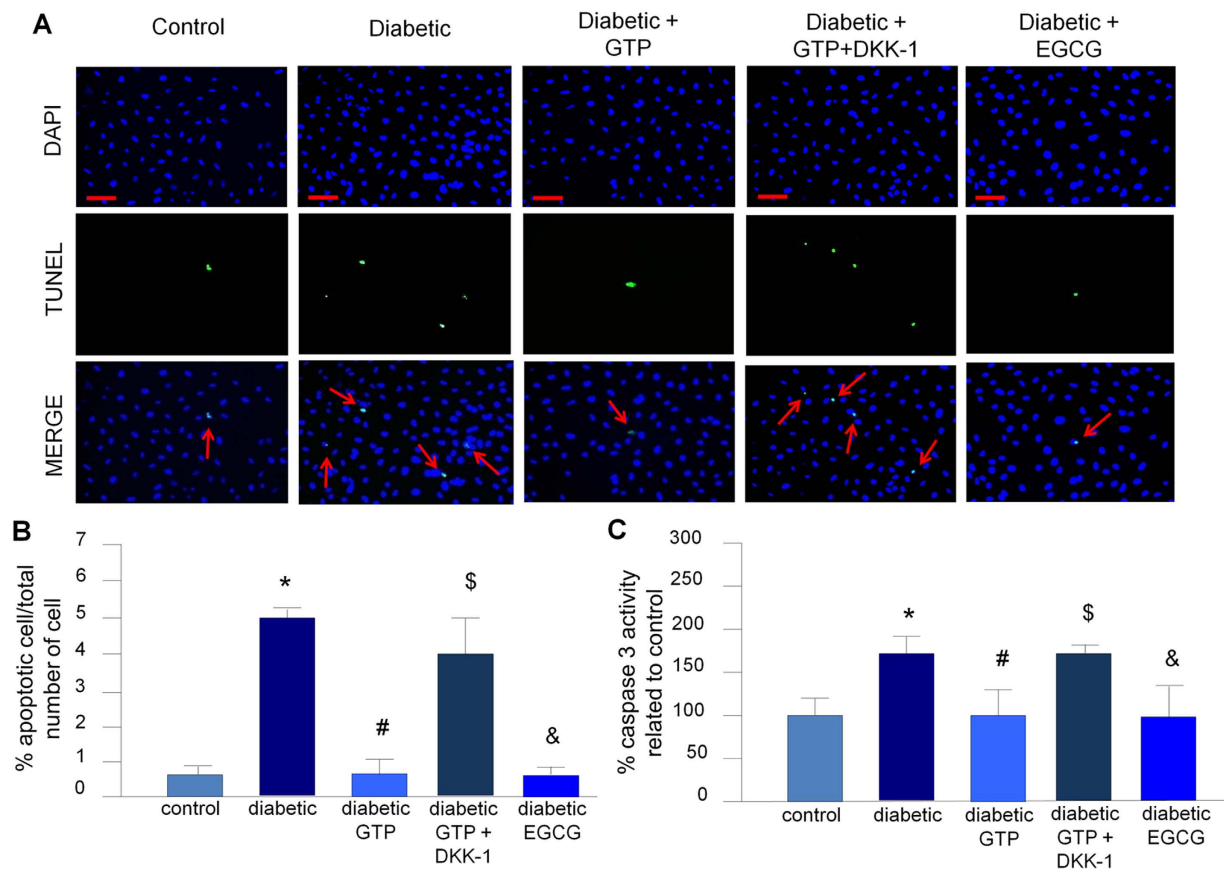 A
Control
Diabetic
Diabetic +
GTP
Diabetic +
GTP+DKK-1
Diabetic +
EGCG
DAPI
TUNEL
MERGE
B
% apoptotic cell/total
number of cell
7
6
5
4
3
2
1
0
*
#
$
&
control
diabetic
diabetic
GTP
diabetic
GTP +
DKK-1
diabetic
EGCG
C
% caspase 3 activity
related to control
300
250
200
150
100
50
0
*
#
$
&
control
diabetic
diabetic
GTP
diabetic
GTP +
DKK-1
diabetic
EGCG